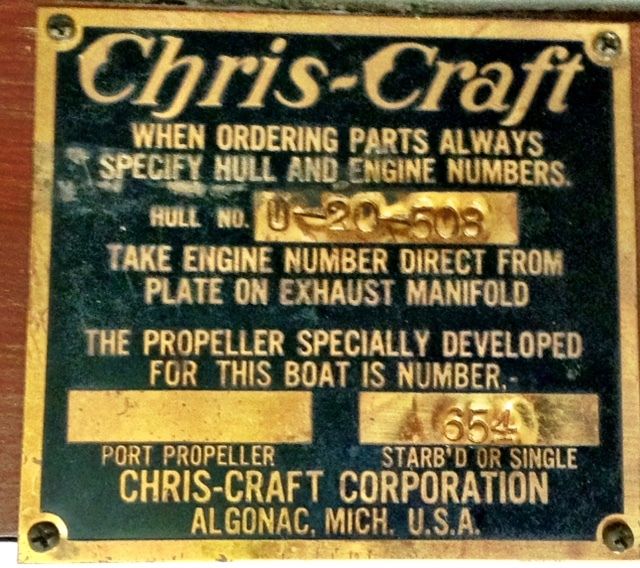 Chris-Craft
WHEN ORDERING PARTS ALWAYS
SPECIFY HULL AND ENGINE NUMBERS.
HULL NO. U-20-508
TAKE ENGINE NUMBER DIRECT FROM
PLATE ON EXHAUST MANIFOLD
THE PROPELLER SPECIALLY DEVELOPED
FOR THIS BOAT IS NUMBER.-
A 654
PORT PROPELLER STARB'D OR SINGLE
CHRIS-CRAFT CORPORATION
ALGONAC, MICH. U.S.A.